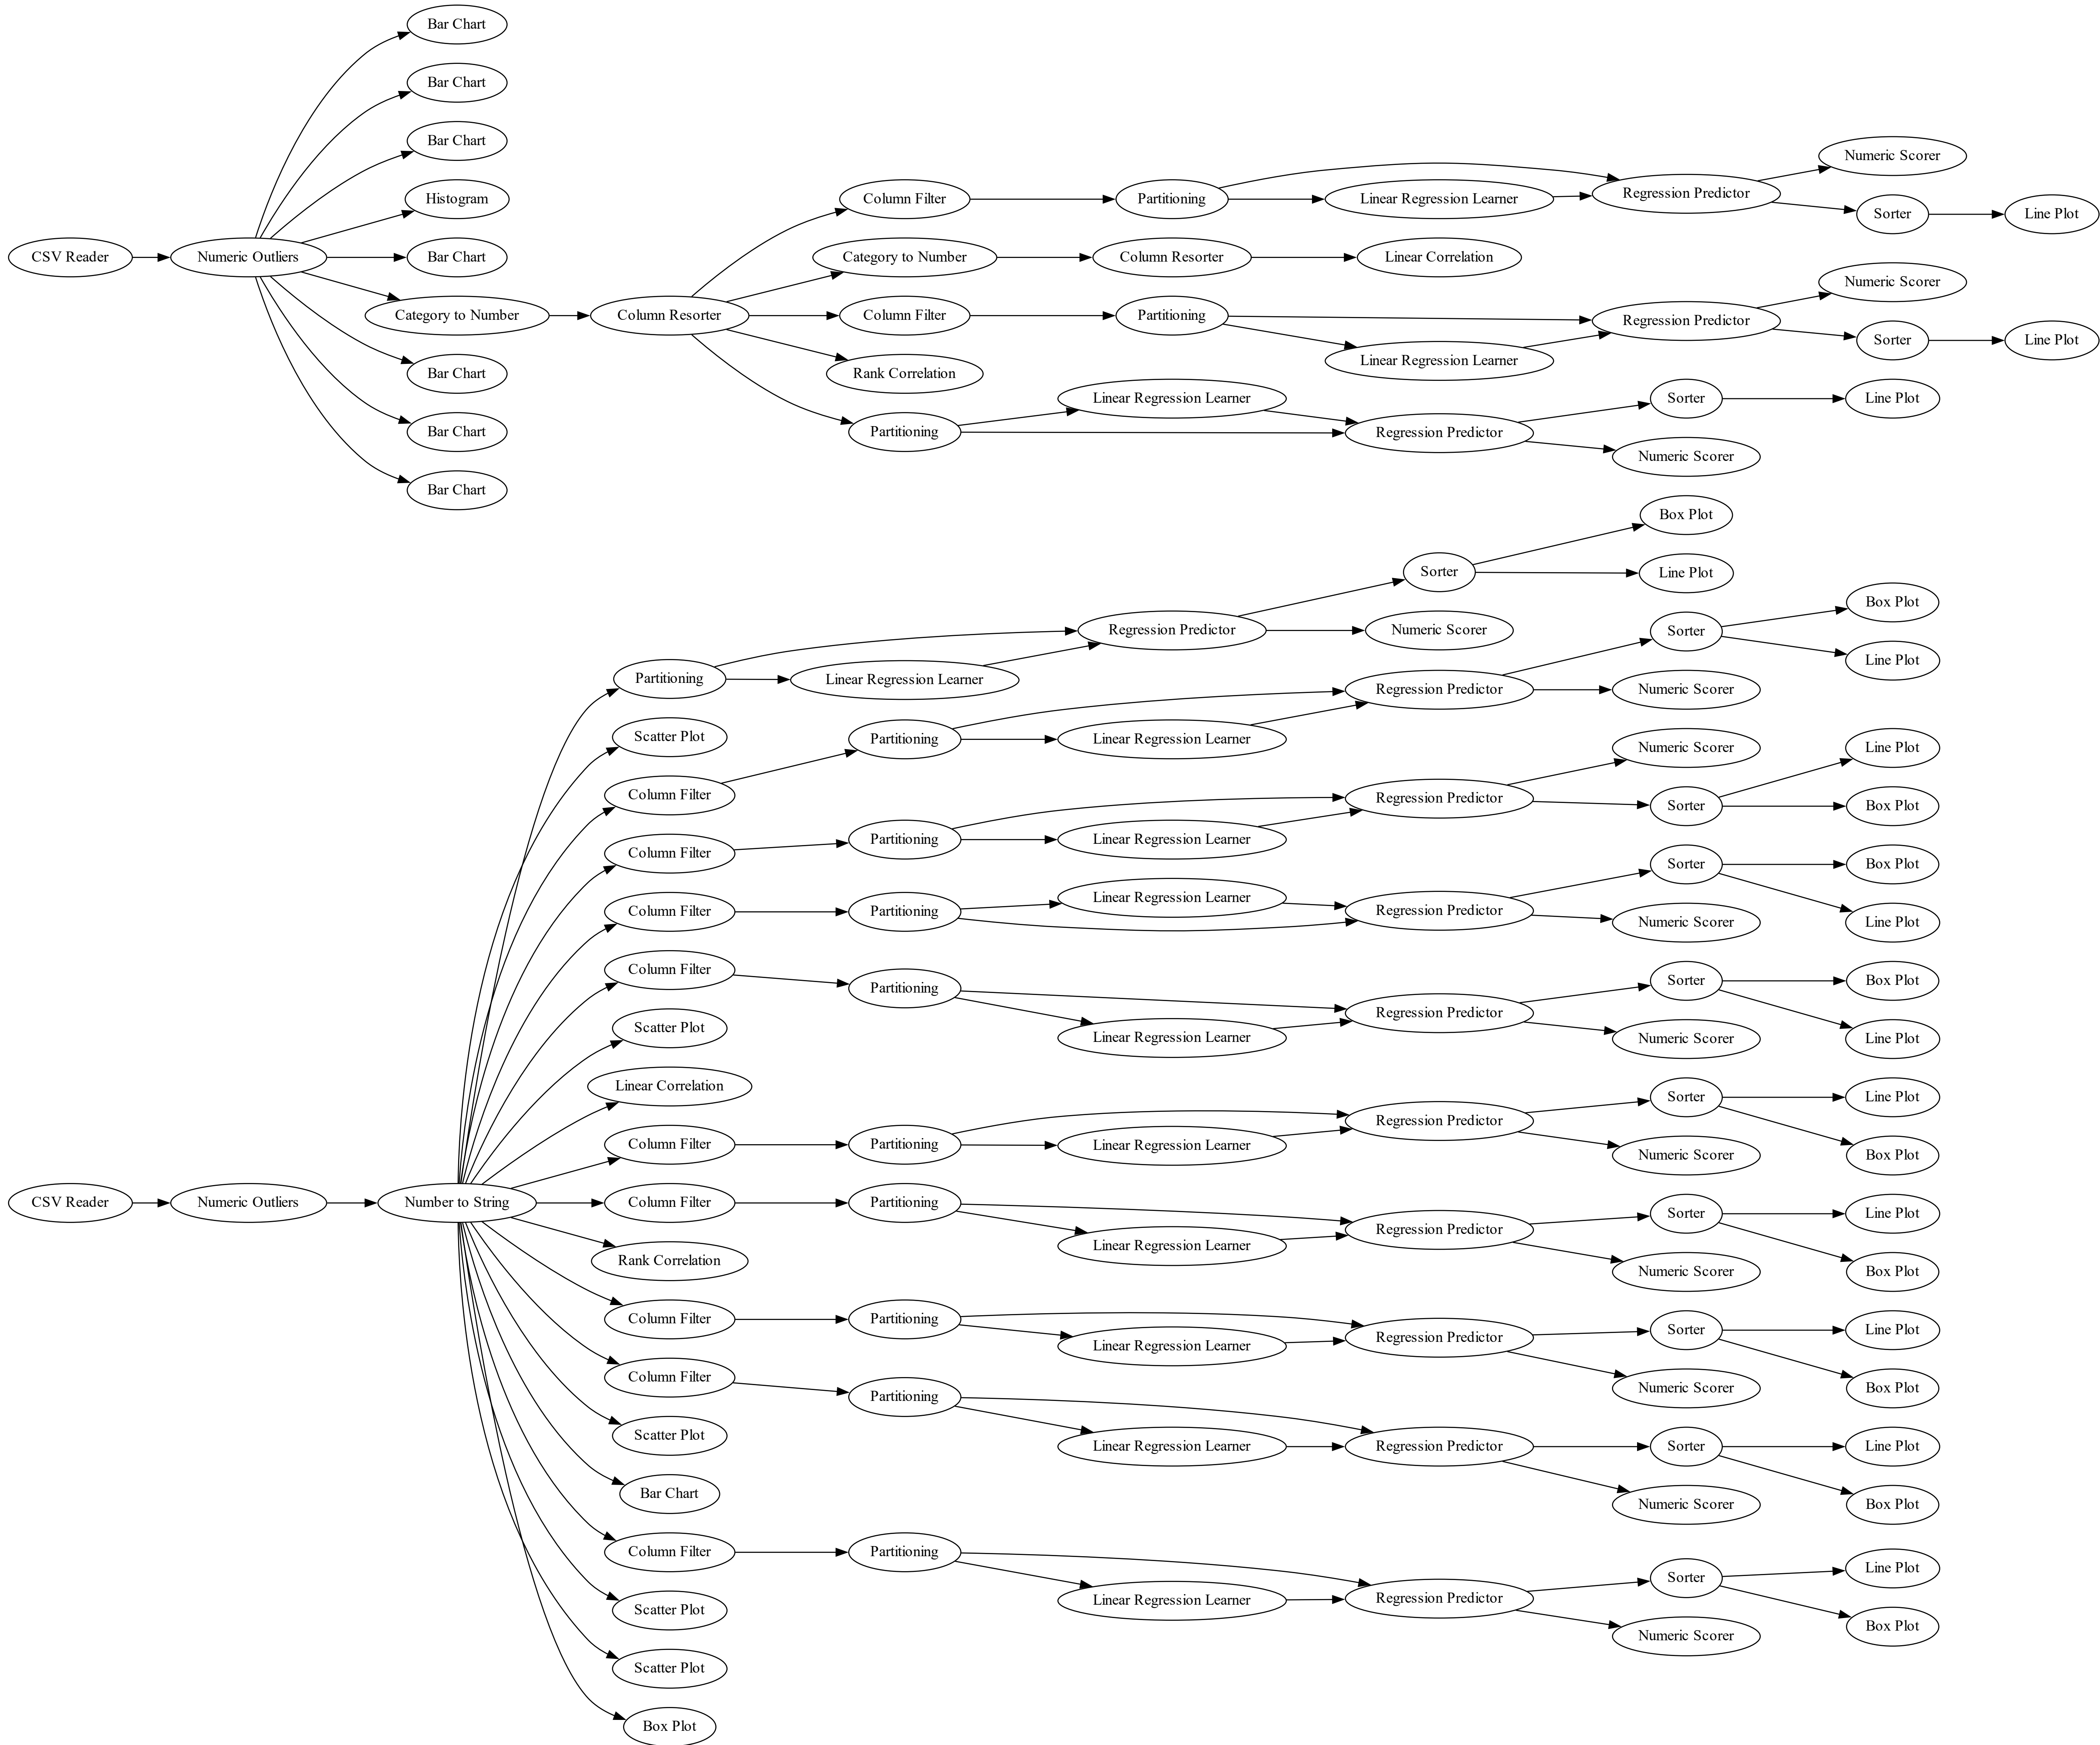 Bar Chart
Bar Chart
Bar Chart
Numeric Scorer
Column Filter
Partitioning
Linear Regression Learner
Regression Predictor
Histogram
Sorter
Line Plot
CSV Reader
Numeric Outliers
Bar Chart
Category to Number
Column Resorter
Linear Correlation
Numeric Scorer
Category to Number
Column Resorter
Column Filter
Partitioning
Regression Predictor
Sorter
Line Plot
Linear Regression Learner
Bar Chart
Rank Correlation
Linear Regression Learner
Sorter
Line Plot
Bar Chart
Partitioning
Regression Predictor
Numeric Scorer
Bar Chart
Box Plot
Sorter
Line Plot
Box Plot
Regression Predictor
Numeric Scorer
Sorter
Line Plot
Partitioning
Linear Regression Learner
Regression Predictor
Numeric Scorer
Scatter Plot
Partitioning
Linear Regression Learner
Numeric Scorer
Line Plot
Column Filter
Regression Predictor
Sorter
Box Plot
Column Filter
Partitioning
Linear Regression Learner
Sorter
Box Plot
Column Filter
Partitioning
Linear Regression Learner
Regression Predictor
Numeric Scorer
Line Plot
Column Filter
Partitioning
Sorter
Box Plot
Regression Predictor
Scatter Plot
Linear Regression Learner
Numeric Scorer
Line Plot
Linear Correlation
Sorter
Line Plot
Regression Predictor
Column Filter
Partitioning
Linear Regression Learner
Numeric Scorer
Box Plot
CSV Reader
Numeric Outliers
Number to String
Column Filter
Partitioning
Sorter
Line Plot
Regression Predictor
Linear Regression Learner
Rank Correlation
Numeric Scorer
Box Plot
Column Filter
Partitioning
Linear Regression Learner
Regression Predictor
Sorter
Line Plot
Column Filter
Partitioning
Numeric Scorer
Box Plot
Scatter Plot
Linear Regression Learner
Regression Predictor
Sorter
Line Plot
Bar Chart
Numeric Scorer
Box Plot
Column Filter
Partitioning
Sorter
Line Plot
Linear Regression Learner
Regression Predictor
Scatter Plot
Numeric Scorer
Box Plot
Scatter Plot
Box Plot